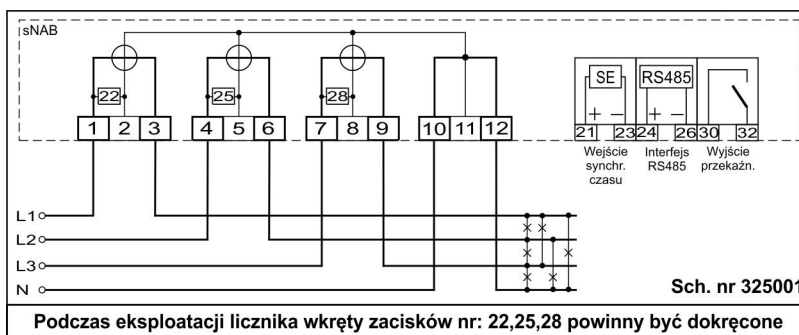 sNAB
22 25 28
SE RS485
+ − + −
1 2 3 4 5 6 7 8 9 10 11 12
21 23 24 26 30 32
Wejście synchr. czasu
Interfejs RS485
Wyjście przekaźn.
L1
L2
L3
N
Sch. nr 325001
Podczas eksploatacji licznika wkręty zacisków nr: 22,25,28 powinny być dokręcone